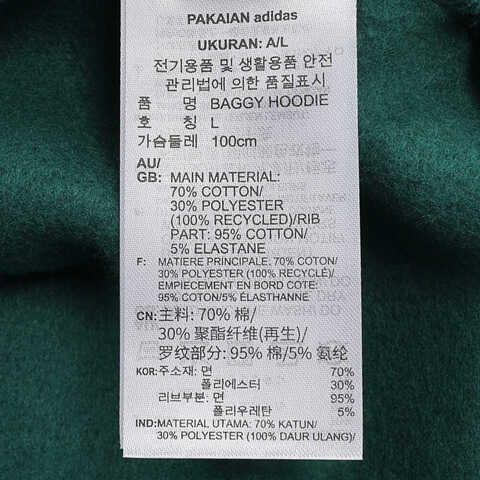 PAKAIAN adidas
UKURAN: A/L
전기용품 및 생활용품 안전
관리법에 의한 품질표시
품 명 BAGGY HOODIE
호 칭 L
가슴둘레 100cm
AU/
GB: MAIN MATERIAL:
70% COTTON/
30% POLYESTER
(100% RECYCLED)/RIB
PART: 95% COTTON/
5% ELASTANE
F: MATIERE PRINCIPALE: 70% COTON/
30% POLYESTER (100% RECYCLÉ)/
EMPIECEMENT EN BORD COTE:
95% COTON/5% ÉLASTHANNE
CN: 主料: 70% 棉/
30% 聚酯纤维(再生)/
罗纹部分: 95% 棉/5% 氨纶
KOR: 주소재: 면 70%
폴리에스터 30%
리브부분: 면 95%
폴리우레탄 5%
IND: MATERIAL UTAMA: 70% KATUN/
30% POLYESTER (100% DAUR ULANG)/